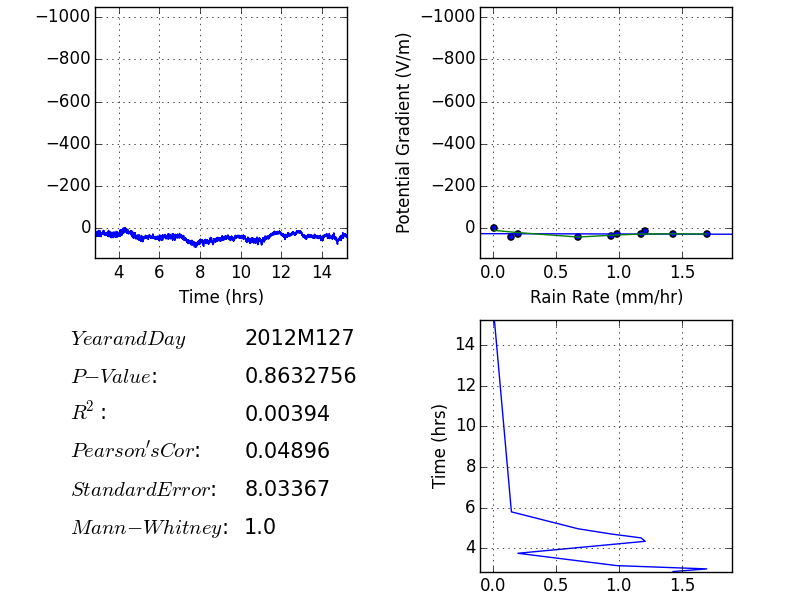 −1000
−800
−600
−400
−200
0
4 6 8 10 12 14
Time (hrs)
Potential Gradient (V/m)
−1000
−800
−600
−400
−200
0
0.0 0.5 1.0 1.5
Rain Rate (mm/hr)
YearandDay 2012M127
P−Value: 0.8632756
R²: 0.00394
Pearson'sCor: 0.04896
StandardError: 8.03367
Mann−Whitney: 1.0
Time (hrs)
14
12
10
8
6
4
0.0 0.5 1.0 1.5